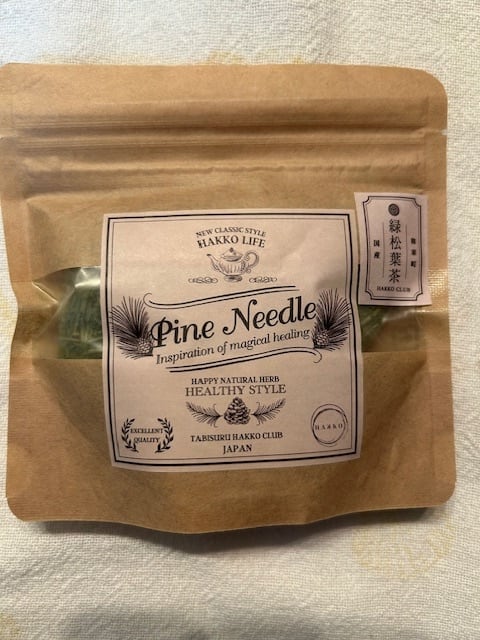 NEW CLASSIC STYLE
HAKKO LIFE
Pine Needle
Inspiration of magical healing
HAPPY NATURAL HERB
HEALTHY STYLE
EXCELLENT
QUALITY
TABISURU HAKKO CLUB
JAPAN
HAKKO
緑松葉茶
国産
HAKKO CLUB